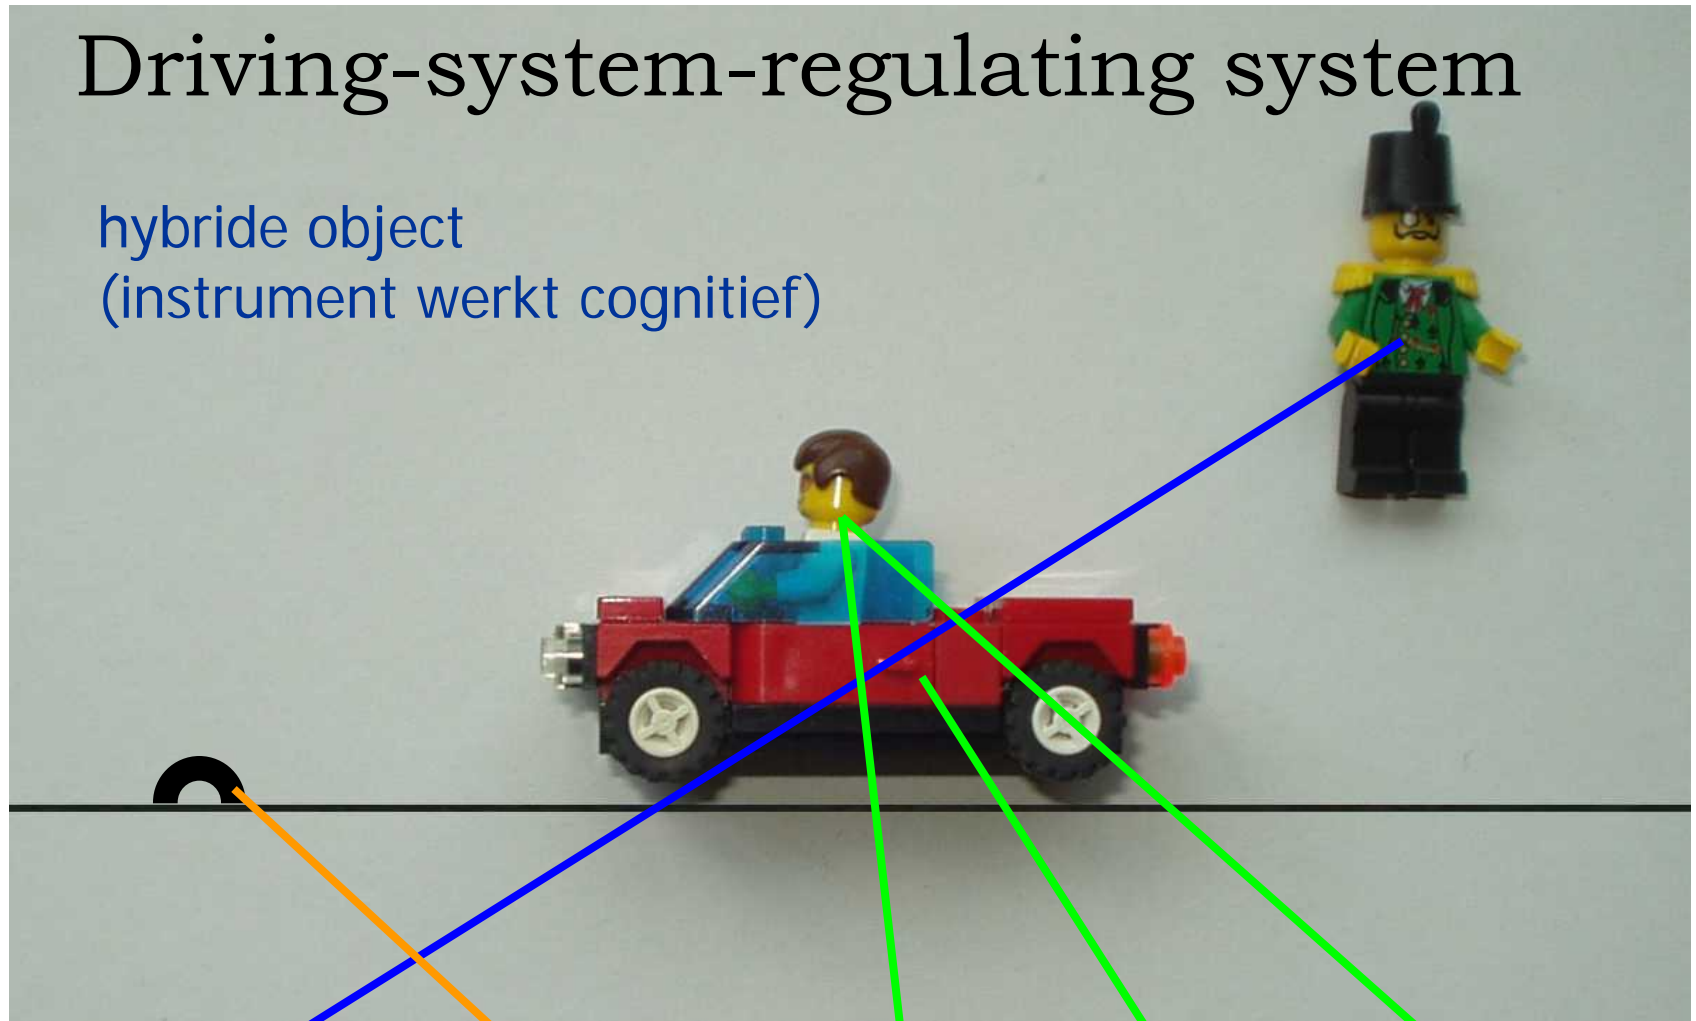 Driving-system-regulating system
hybride object
(instrument werkt cognitief)